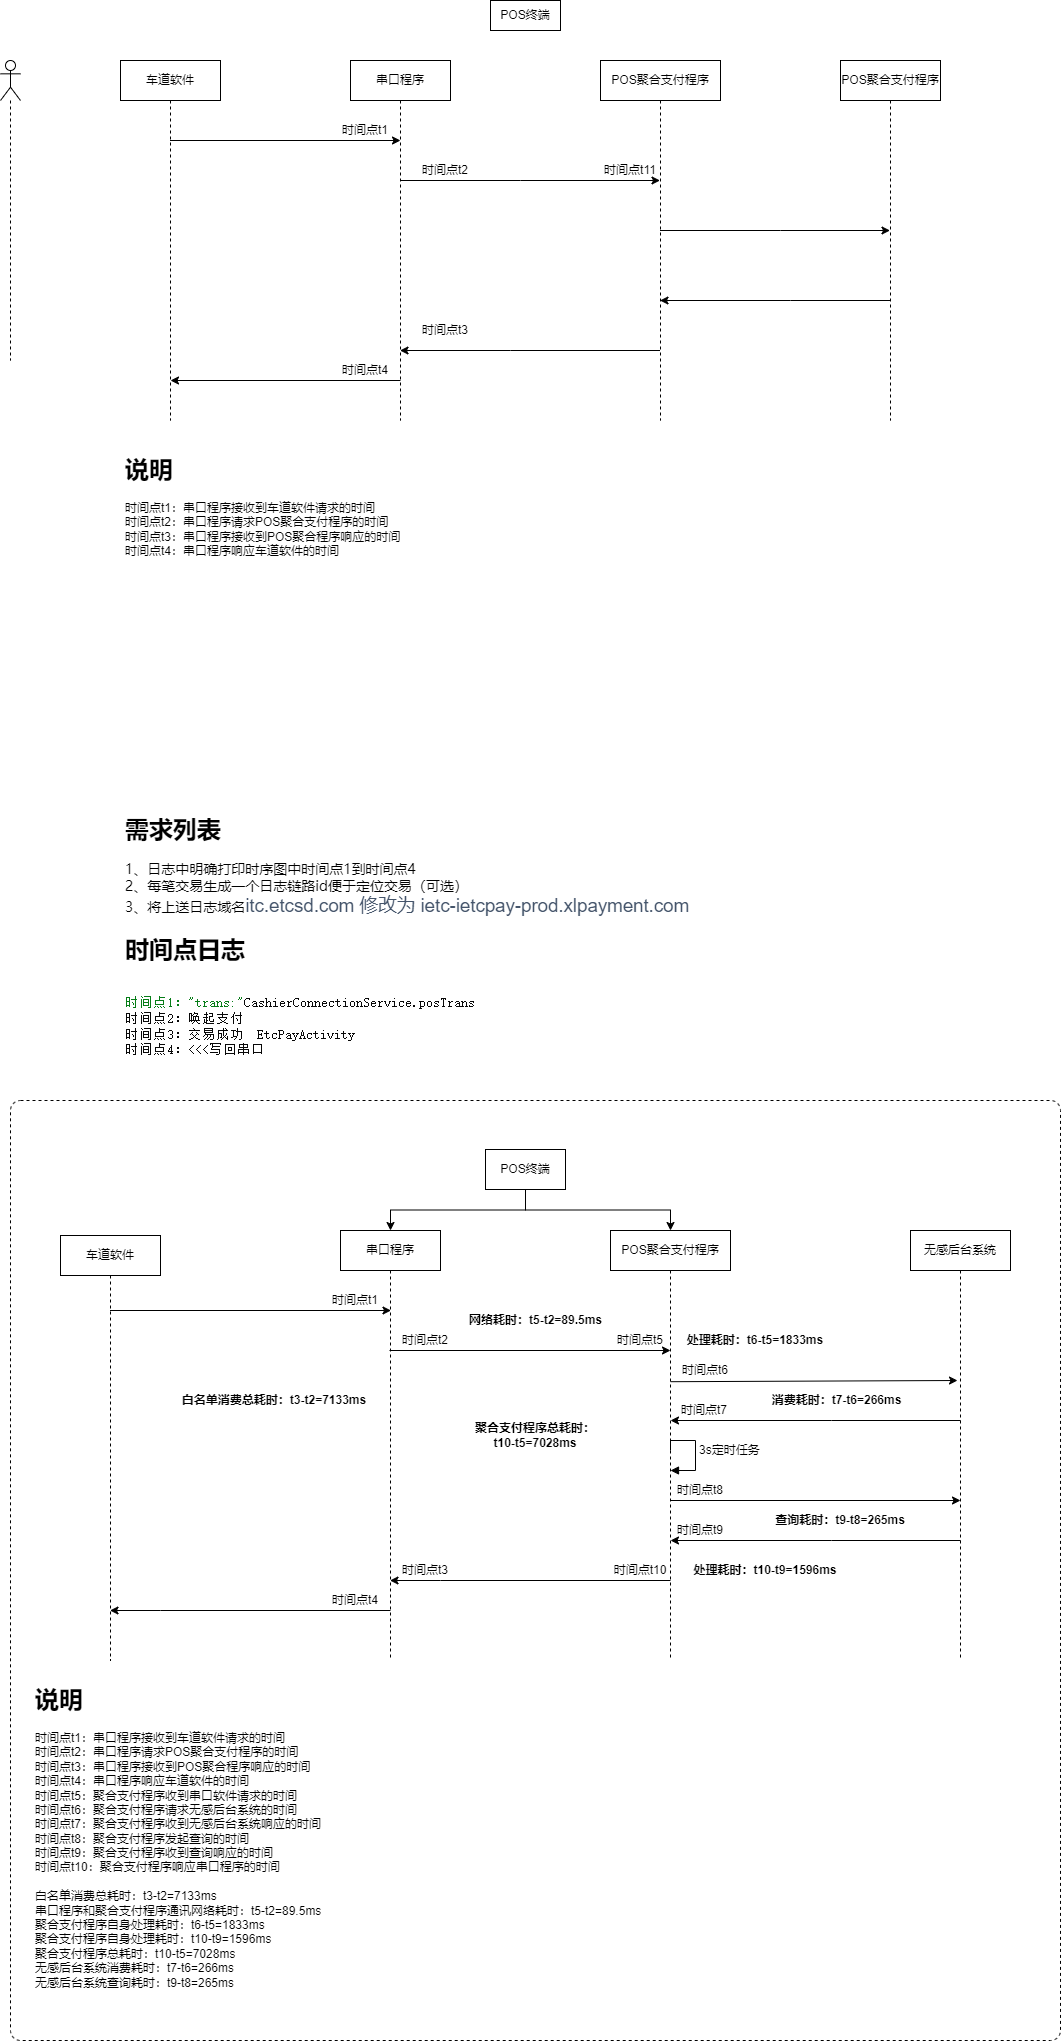 POS终端
车道软件
串口程序
POS聚合支付程序
POS聚合支付程序
时间点t1
时间点t2
时间点t11
时间点t3
时间点t4
说明
时间点t1：串口程序接收到车道软件请求的时间
时间点t2：串口程序请求POS聚合支付程序的时间
时间点t3：串口程序接收到POS聚合程序响应的时间
时间点t4：串口程序响应车道软件的时间
需求列表
1、日志中明确打印时序图中时间点1到时间点4
2、每笔交易生成一个日志链路id便于定位交易（可选）
3、将上送日志域名itc.etcsd.com 修改为 ietc-ietcpay-prod.xlpayment.com
时间点日志
时间点1："trans:"CashierConnectionService.posTrans
时间点2：唤起支付
时间点3：交易成功 EtcPayActivity
时间点4：<<<写回串口
POS终端
车道软件
串口程序
POS聚合支付程序
无感后台系统
时间点t1
网络耗时：t5-t2=89.5ms
时间点t2
时间点t5
处理耗时：t6-t5=1833ms
时间点t6
白名单消费总耗时：t3-t2=7133ms
消费耗时：t7-t6=266ms
时间点t7
聚合支付程序总耗时：
t10-t5=7028ms
3s定时任务
时间点t8
查询耗时：t9-t8=265ms
时间点t9
时间点t3
时间点t10
处理耗时：t10-t9=1596ms
时间点t4
说明
时间点t1：串口程序接收到车道软件请求的时间
时间点t2：串口程序请求POS聚合支付程序的时间
时间点t3：串口程序接收到POS聚合程序响应的时间
时间点t4：串口程序响应车道软件的时间
时间点t5：聚合支付程序收到串口软件请求的时间
时间点t6：聚合支付程序请求无感后台系统的时间
时间点t7：聚合支付程序收到无感后台系统响应的时间
时间点t8：聚合支付程序发起查询的时间
时间点t9：聚合支付程序收到查询响应的时间
时间点t10：聚合支付程序响应串口程序的时间
白名单消费总耗时：t3-t2=7133ms
串口程序和聚合支付程序通讯网络耗时：t5-t2=89.5ms
聚合支付程序自身处理耗时：t6-t5=1833ms
聚合支付程序自身处理耗时：t10-t9=1596ms
聚合支付程序总耗时：t10-t5=7028ms
无感后台系统消费耗时：t7-t6=266ms
无感后台系统查询耗时：t9-t8=265ms